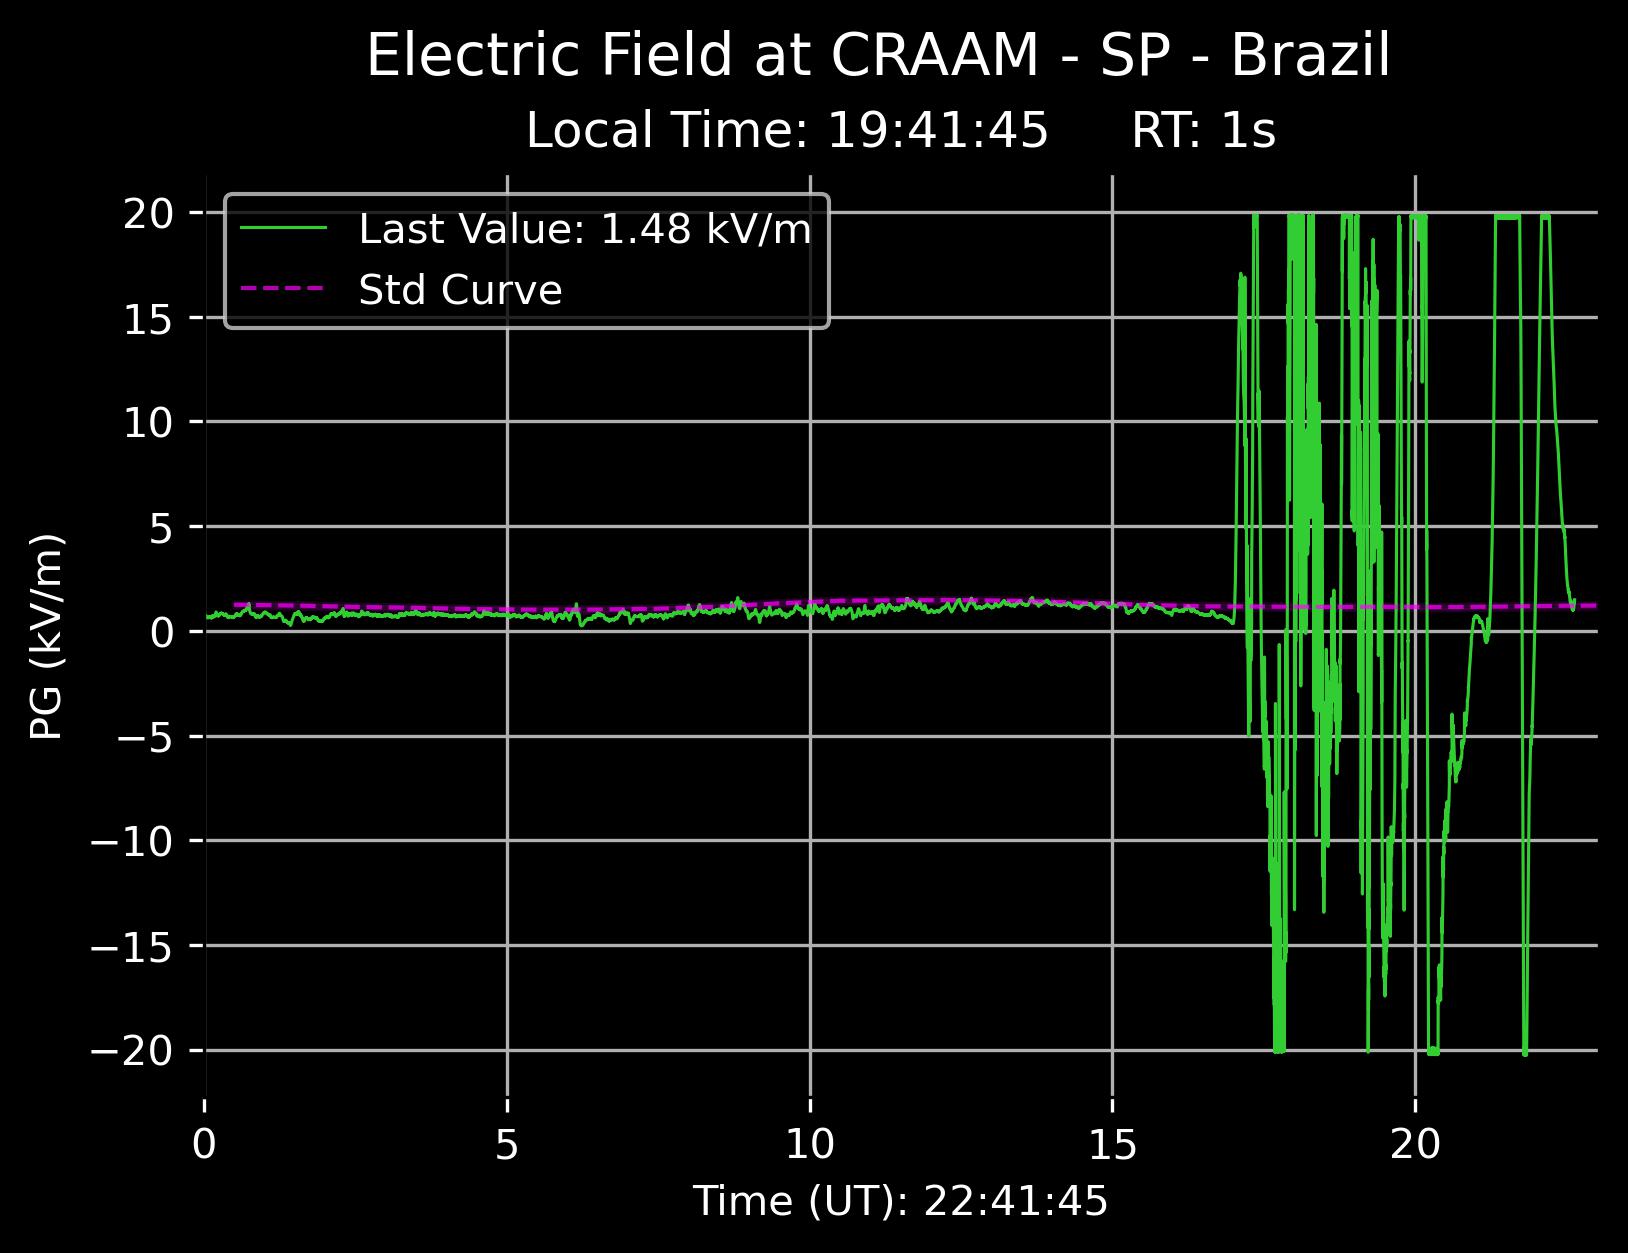 Electric Field at CRAAM - SP - Brazil
Local Time: 19:41:45 RT: 1s
Last Value: 1.48 kV/m
Std Curve
PG (kV/m)
20
15
10
5
0
−5
−10
−15
−20
0 5 10 15 20
Time (UT): 22:41:45